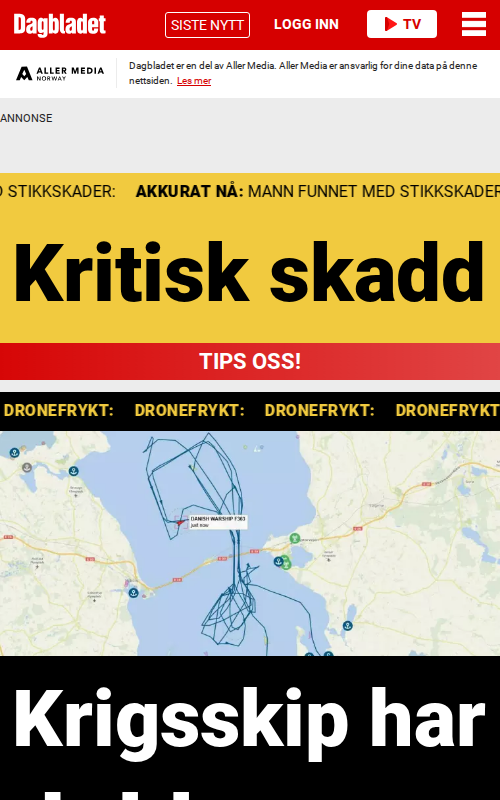 Dagbladet
SISTE NYTT
LOGG INN
TV
ALLER MEDIA
NORWAY
Dagbladet er en del av Aller Media. Aller Media er ansvarlig for dine data på denne
nettsiden. Les mer
ANNONSE
STIKKSKADER: AKKURAT NÅ: MANN FUNNET MED STIKKSKADER
Kritisk skadd
TIPS OSS!
DRONEFRYKT: DRONEFRYKT: DRONEFRYKT: DRONEFRYKT
DANISH WARSHIP F363
just now
Krigsskip har